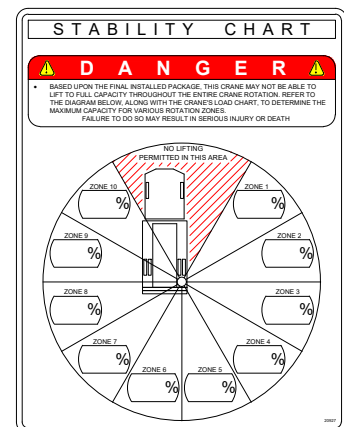 STABILITY CHART
DANGER
• BASED UPON THE FINAL INSTALLED PACKAGE, THIS CRANE MAY NOT BE ABLE TO
LIFT TO FULL CAPACITY THROUGHOUT THE ENTIRE CRANE ROTATION. REFER TO
THE DIAGRAM BELOW, ALONG WITH THE CRANE'S LOAD CHART, TO DETERMINE THE
MAXIMUM CAPACITY FOR VARIOUS ROTATION ZONES.
FAILURE TO DO SO MAY RESULT IN SERIOUS INJURY OR DEATH
NO LIFTING
PERMITTED IN THIS AREA
ZONE 10
%
ZONE 1
%
ZONE 9
%
ZONE 2
%
ZONE 8
%
ZONE 3
%
ZONE 7
%
ZONE 4
%
ZONE 6
%
ZONE 5
%